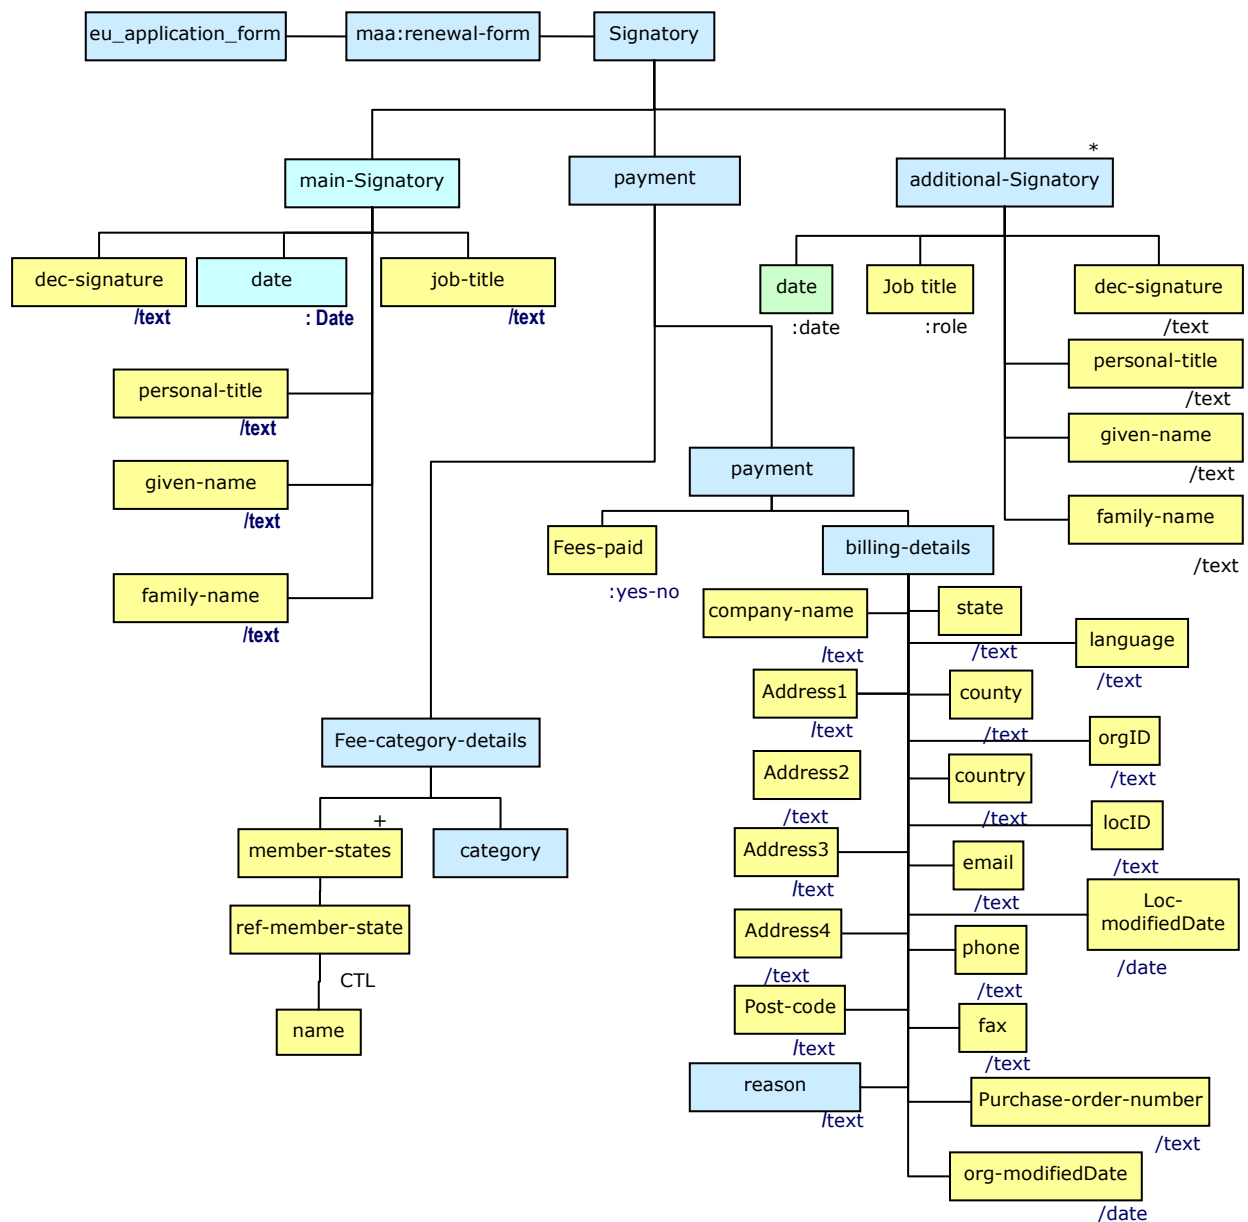 eu_application_form
maa:renewal-form
Signatory
*
main-Signatory
payment
additional-Signatory
dec-signature
/text
date
: Date
job-title
/text
date
:date
Job title
:role
dec-signature
/text
personal-title
/text
personal-title
/text
given-name
/text
given-name
/text
family-name
/text
family-name
/text
payment
Fees-paid
:yes-no
billing-details
company-name
/text
state
/text
language
/text
Address1
/text
county
/text
orgID
/text
Address2
/text
country
/text
locID
/text
Address3
/text
email
/text
Loc-
modifiedDate
/date
Address4
/text
phone
/text
Post-code
/text
fax
/text
reason
/text
Purchase-order-number
/text
org-modifiedDate
/date
Fee-category-details
+
member-states
category
ref-member-state
CTL
name